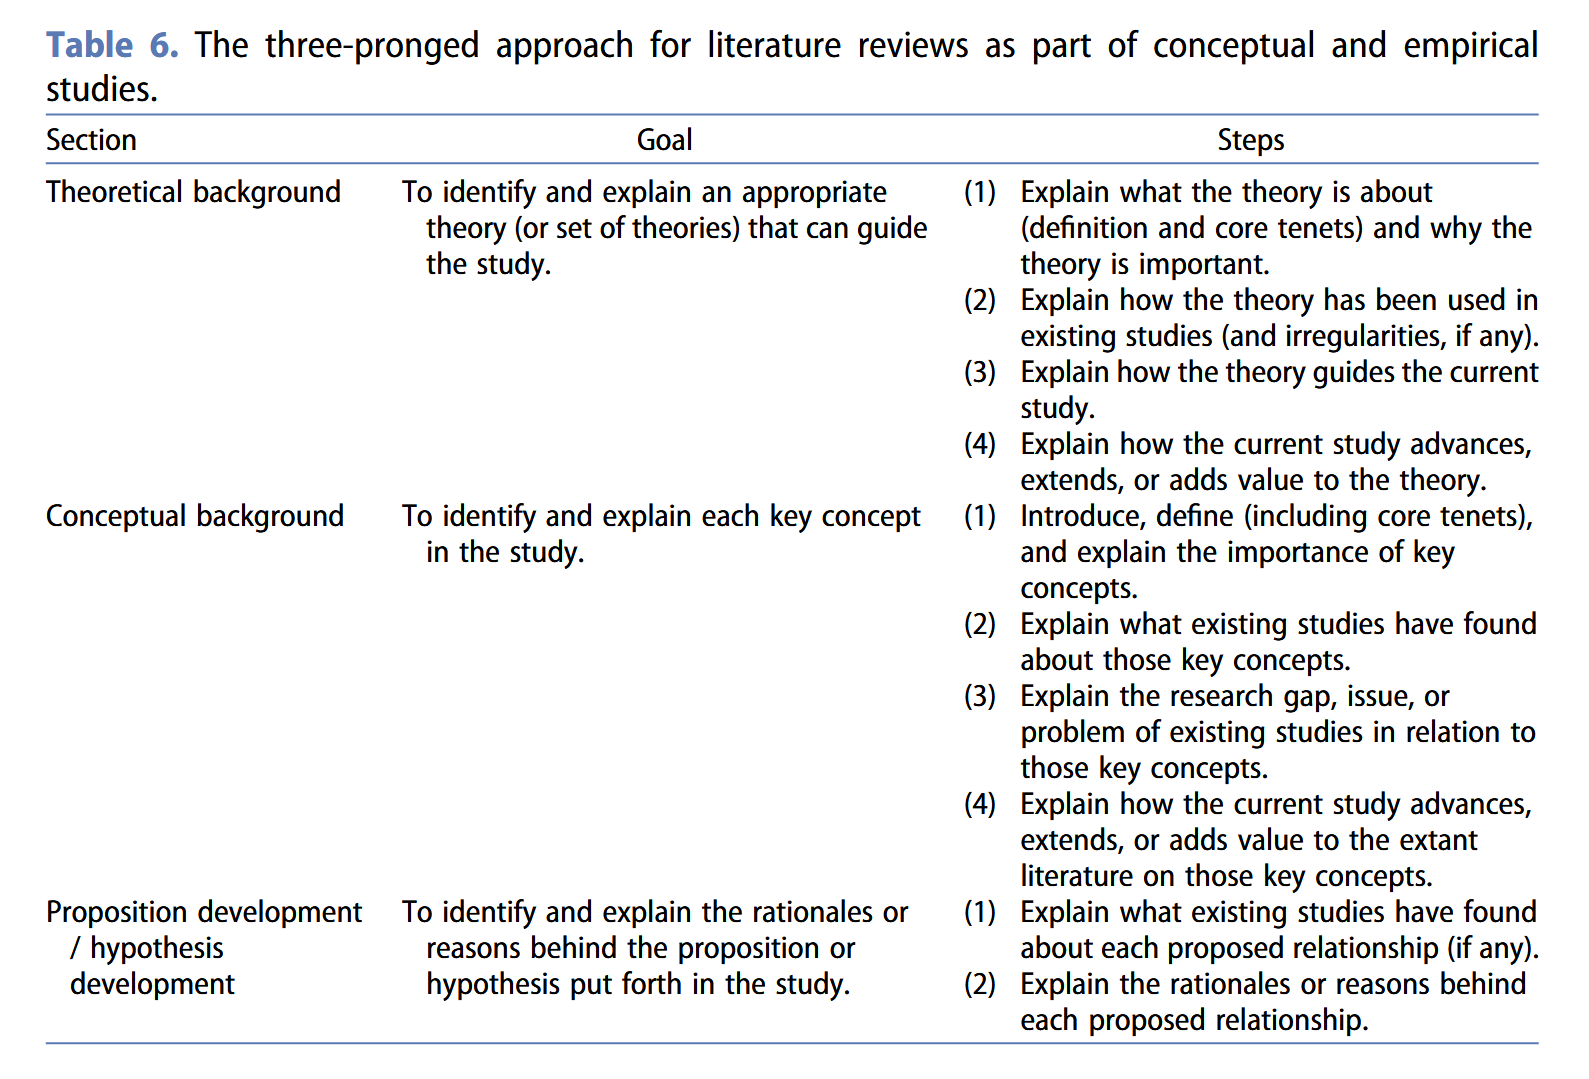 Table 6. The three-pronged approach for literature reviews as part of conceptual and empirical
studies.
Section Goal Steps
Theoretical background
To identify and explain an appropriate
theory (or set of theories) that can guide
the study.
(1) Explain what the theory is about
(definition and core tenets) and why the
theory is important.
(2) Explain how the theory has been used in
existing studies (and irregularities, if any).
(3) Explain how the theory guides the current
study.
(4) Explain how the current study advances,
extends, or adds value to the theory.
Conceptual background
To identify and explain each key concept
in the study.
(1) Introduce, define (including core tenets),
and explain the importance of key
concepts.
(2) Explain what existing studies have found
about those key concepts.
(3) Explain the research gap, issue, or
problem of existing studies in relation to
those key concepts.
(4) Explain how the current study advances,
extends, or adds value to the extant
literature on those key concepts.
Proposition development
/ hypothesis
development
To identify and explain the rationales or
reasons behind the proposition or
hypothesis put forth in the study.
(1) Explain what existing studies have found
about each proposed relationship (if any).
(2) Explain the rationales or reasons behind
each proposed relationship.